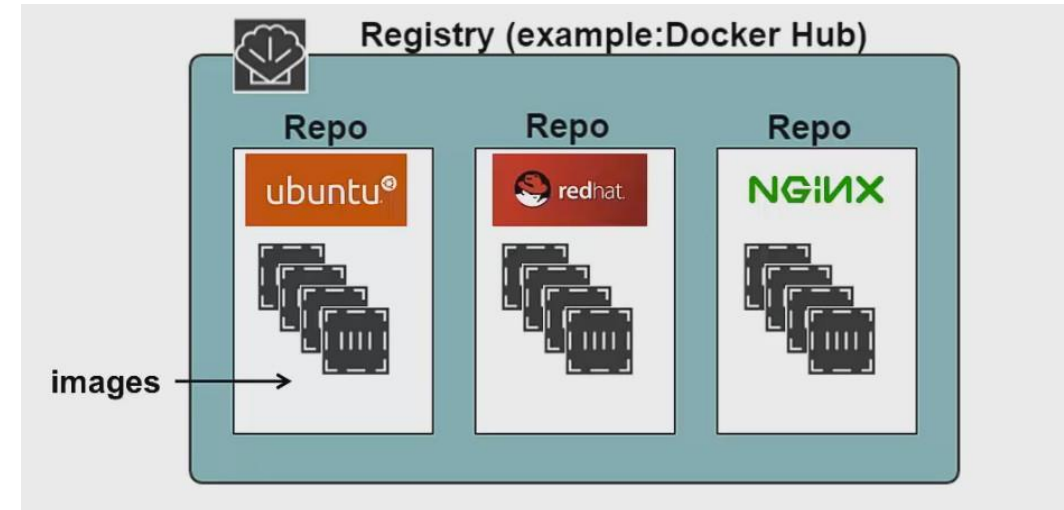 Registry (example:Docker Hub)
Repo
Repo
Repo
ubuntu®
redhat.
NGINX
images